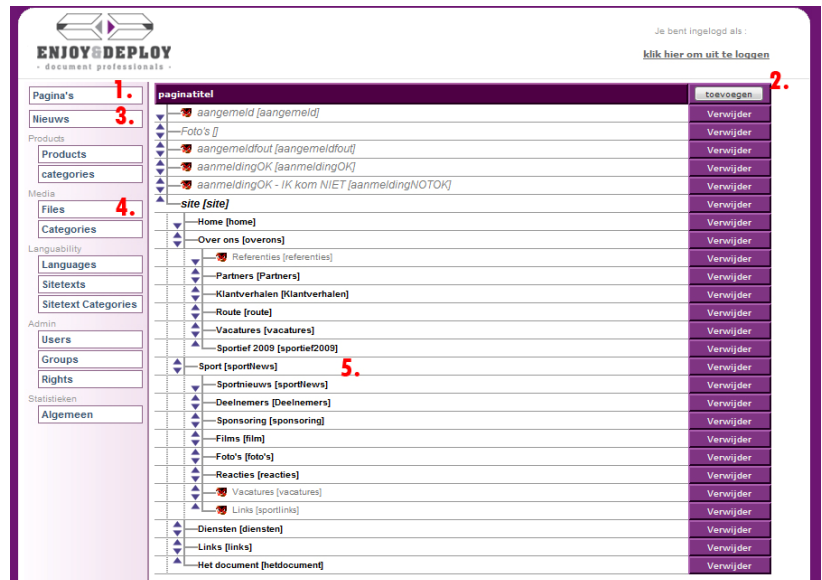 ENJOY&DEPLOY
- document professionals -
Je bent ingelogd als :
klik hier om uit te loggen
Pagina's
1.
paginatitel
toevoegen
2.
Nieuws
3.
Products
Products
categories
Media
Files
4.
Categories
Languability
Languages
Sitetexts
Sitetext Categories
Admin
Users
Groups
Rights
Statistieken
Algemeen
aangemeld [aangemeld] Verwijder
Foto's [] Verwijder
aangemeldfout [aangemeldfout] Verwijder
aanmeldingOK [aanmeldingOK] Verwijder
aanmeldingOK - IK kom NIET [aanmeldingNOTOK] Verwijder
site [site] Verwijder
Home [home] Verwijder
Over ons [overons] Verwijder
Referenties [referenties] Verwijder
Partners [Partners] Verwijder
Klantverhalen [Klantverhalen] Verwijder
Route [route] Verwijder
Vacatures [vacatures] Verwijder
Sportief 2009 [sportief2009] Verwijder
Sport [sportNews] 5. Verwijder
Sportnieuws [sportNews] Verwijder
Deelnemers [Deelnemers] Verwijder
Sponsoring [sponsoring] Verwijder
Films [film] Verwijder
Foto's [foto's] Verwijder
Reacties [reacties] Verwijder
Vacatures [vacatures] Verwijder
Links [sportlinks] Verwijder
Diensten [diensten] Verwijder
Links [links] Verwijder
Het document [hetdocument] Verwijder